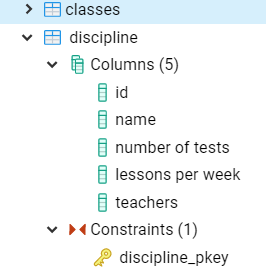 classes
discipline
Columns (5)
id
name
number of tests
lessons per week
teachers
Constraints (1)
discipline_pkey